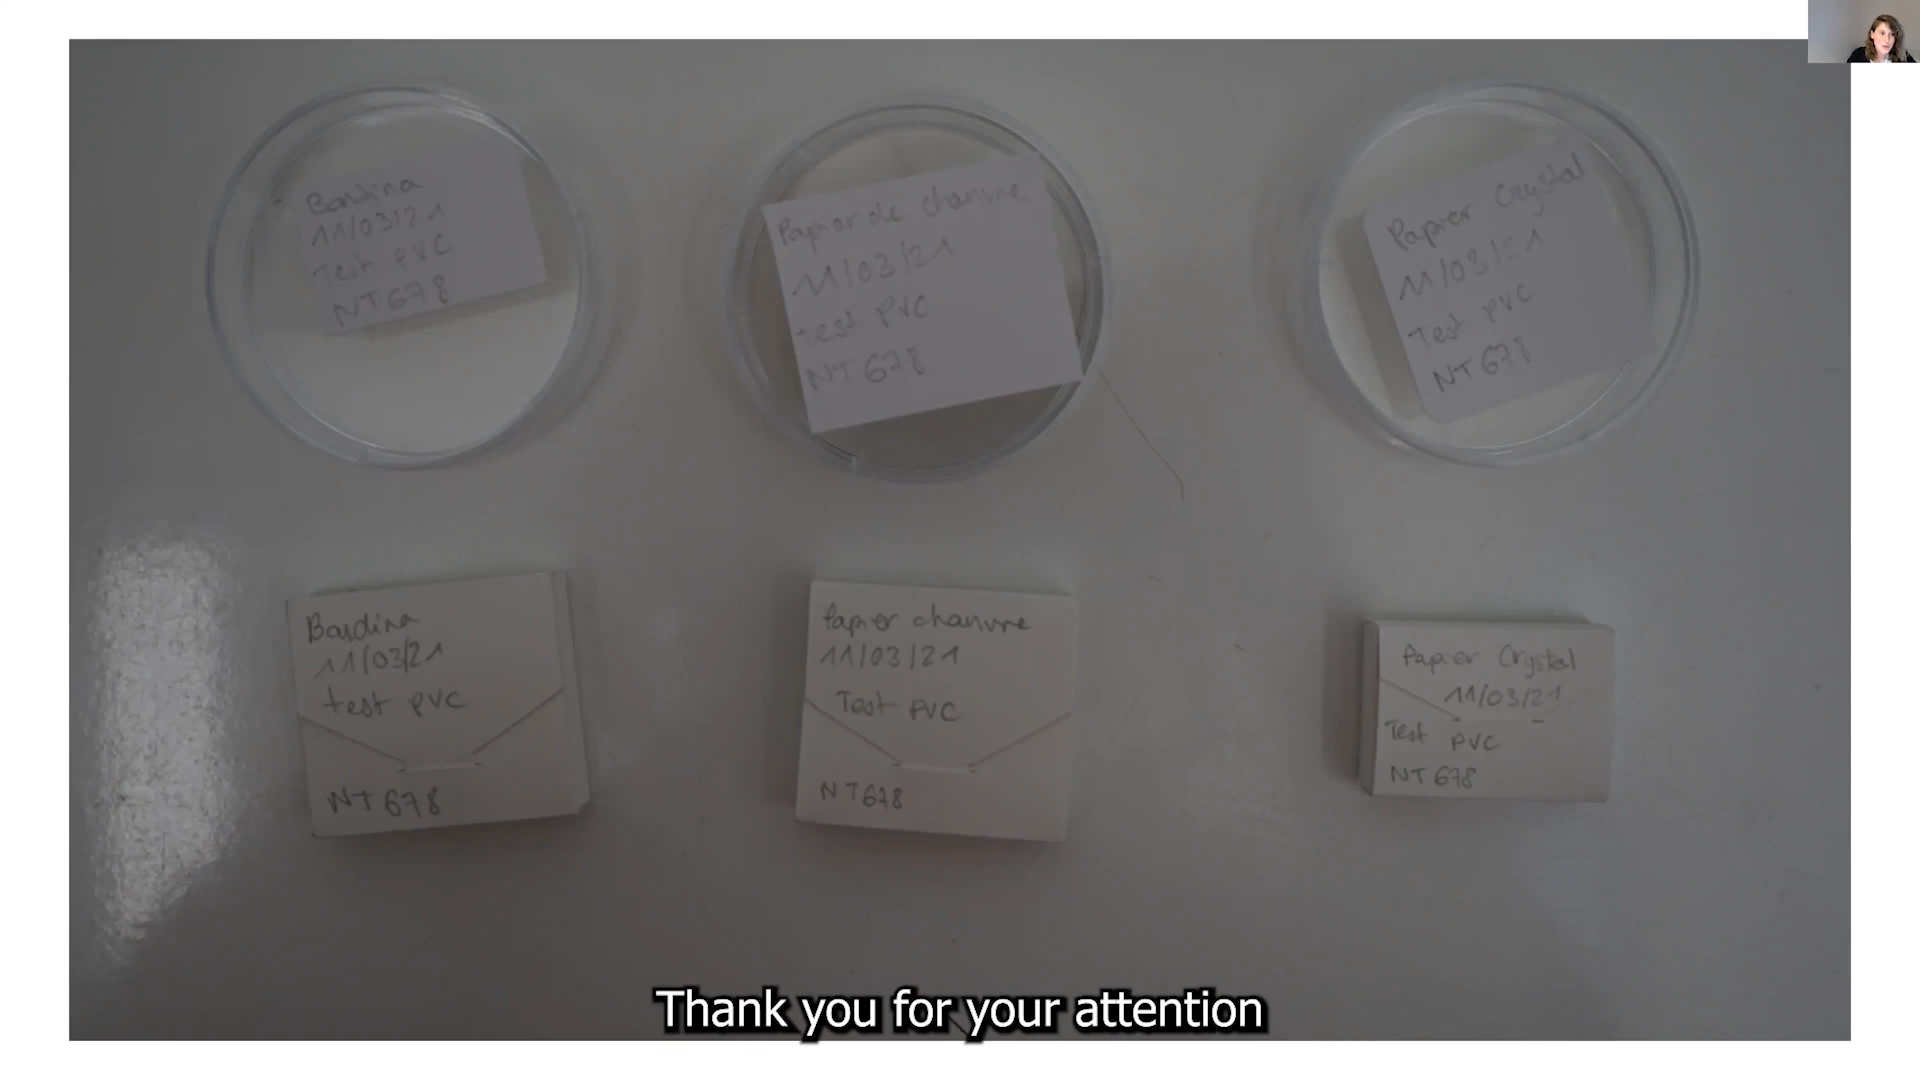 Bondina
11/03/21
Test PVC
NT678
Papier de chanvre
11/03/21
Test PVC
NT678
Papier Crystal
11/03/21
Test PVC
NT678
Bondina
11/03/21
test PVC
NT678
Papier chanvre
11/03/21
Test PVC
NT678
Papier Crystal
11/03/21
Test PVC
NT678
Thank you for your attention